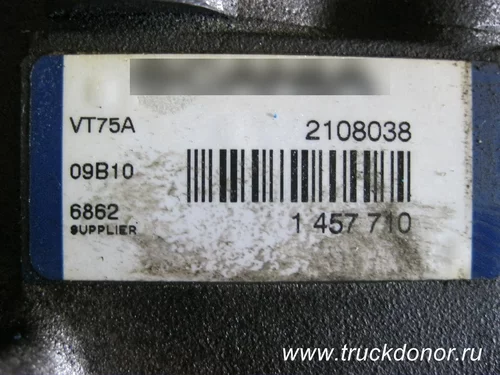 VT75A 2108038
09B10
6862
SUPPLIER
1 457 710
www.truckdonor.ru